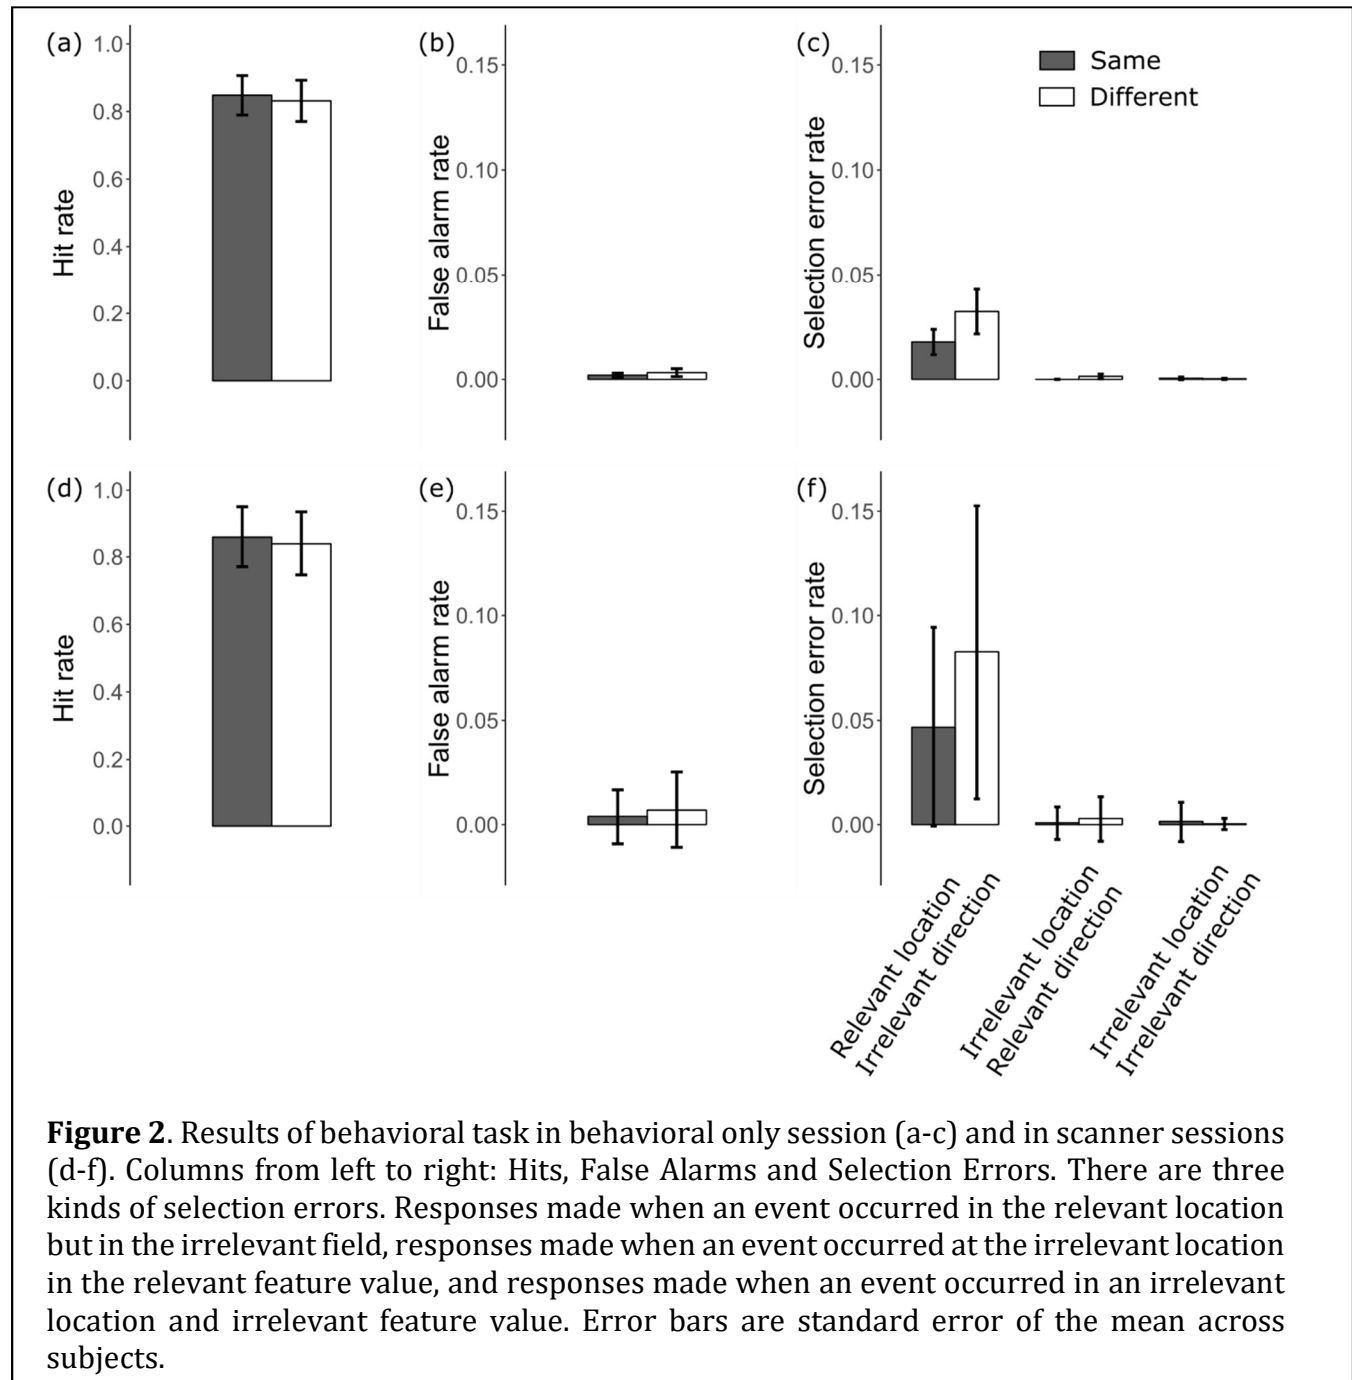 (a)
1.0
0.8
0.6
0.4
0.2
0.0
Hit rate
(b)
0.15
0.10
0.05
0.00
False alarm rate
(c)
0.15
0.10
0.05
0.00
Selection error rate
Same
Different
(d)
1.0
0.8
0.6
0.4
0.2
0.0
Hit rate
(e)
0.15
0.10
0.05
0.00
False alarm rate
(f)
0.15
0.10
0.05
0.00
Selection error rate
Relevant location
Irrelevant direction
Irrelevant location
Relevant direction
Irrelevant location
Irrelevant direction
Figure 2. Results of behavioral task in behavioral only session (a-c) and in scanner sessions
(d-f). Columns from left to right: Hits, False Alarms and Selection Errors. There are three
kinds of selection errors. Responses made when an event occurred in the relevant location
but in the irrelevant field, responses made when an event occurred at the irrelevant location
in the relevant feature value, and responses made when an event occurred in an irrelevant
location and irrelevant feature value. Error bars are standard error of the mean across
subjects.